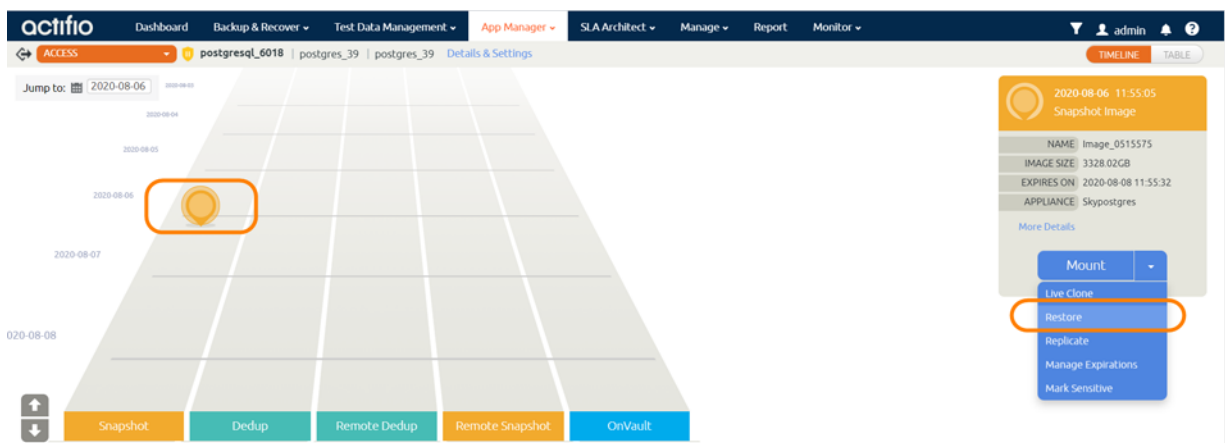 actifio Dashboard Backup & Recover Test Data Management App Manager SLA Architect Manage Report Monitor admin ?
ACCESS postgresql_6018 | postgres_39 | postgres_39 Details & Settings TIMELINE TABLE
Jump to: 2020-08-06
2020-08-03
2020-08-04
2020-08-05
2020-08-06
2020-08-07
020-08-08
Snapshot Dedup Remote Dedup Remote Snapshot OnVault
2020-08-06 11:55:05
Snapshot Image
NAME Image_0515575
IMAGE SIZE 3328.02GB
EXPIRES ON 2020-08-08 11:55:32
APPLIANCE Skypostgres
More Details
Mount
Live Clone
Restore
Replicate
Manage Expirations
Mark Sensitive